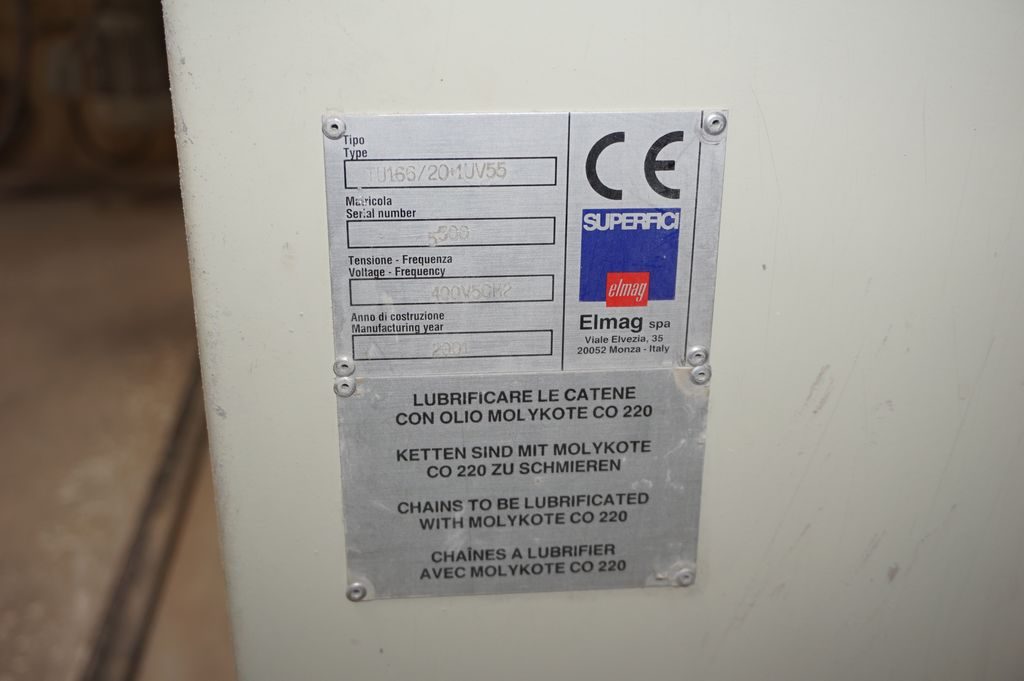 Tipo
Type
TU166/20+1UV55
Matricola
Serial number
Tensione - Frequenza
Voltage - Frequency
Anno di costruzione
Manufacturing year
2001
CE
SUPERFICI
elmag
Elmag spa
Viale Elvezia, 35
20052 Monza - Italy
LUBRIFICARE LE CATENE
CON OLIO MOLYKOTE CO 220
KETTEN SIND MIT MOLYKOTE
CO 220 ZU SCHMIEREN
CHAINS TO BE LUBRIFICATED
WITH MOLYKOTE CO 220
CHAÎNES A LUBRIFIER
AVEC MOLYKOTE CO 220